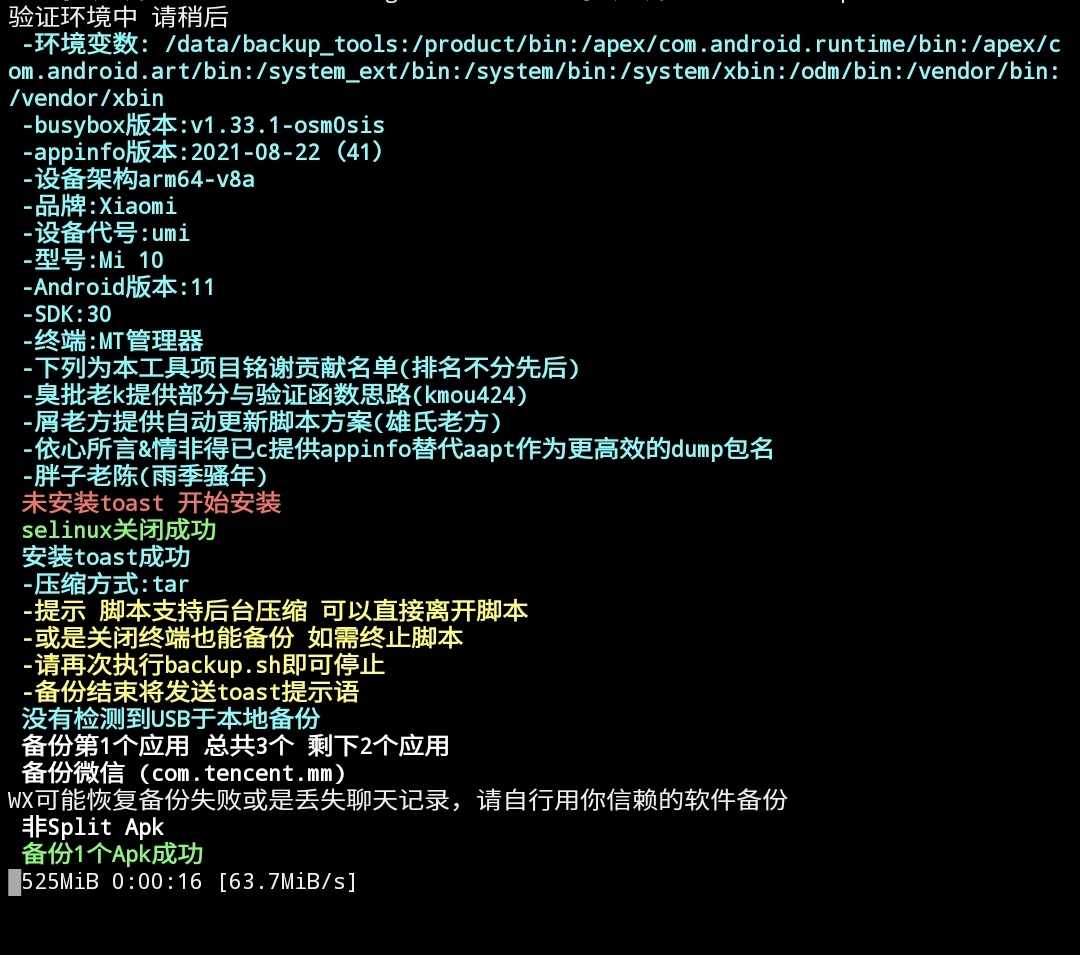 验证环境中 请稍后
-环境变数: /data/backup_tools:/product/bin:/apex/com.android.runtime/bin:/apex/c
om.android.art/bin:/system_ext/bin:/system/bin:/system/xbin:/odm/bin:/vendor/bin:
/vendor/xbin
-busybox版本:v1.33.1-osm0sis
-appinfo版本:2021-08-22（41）
-设备架构arm64-v8a
-品牌:Xiaomi
-设备代号:umi
-型号:Mi 10
-Android版本:11
-SDK:30
-终端:MT管理器
-下列为本工具项目铭谢贡献名单(排名不分先后)
-臭批老k提供部分与验证函数思路(kmou424)
-屑老方提供自动更新脚本方案(雄氏老方)
-依心所言&情非得已c提供appinfo替代aapt作为更高效的dump包名
-胖子老陈(雨季骚年)
未安装toast 开始安装
selinux关闭成功
安装toast成功
-压缩方式:tar
-提示 脚本支持后台压缩 可以直接离开脚本
-或是关闭终端也能备份 如需终止脚本
-请再次执行backup.sh即可停止
-备份结束将发送toast提示语
没有检测到USB于本地备份
备份第1个应用 总共3个 剩下2个应用
备份微信 (com.tencent.mm)
WX可能恢复备份失败或是丢失聊天记录，请自行用你信赖的软件备份
非Split Apk
备份1个Apk成功
525MiB 0:00:16 [63.7MiB/s]